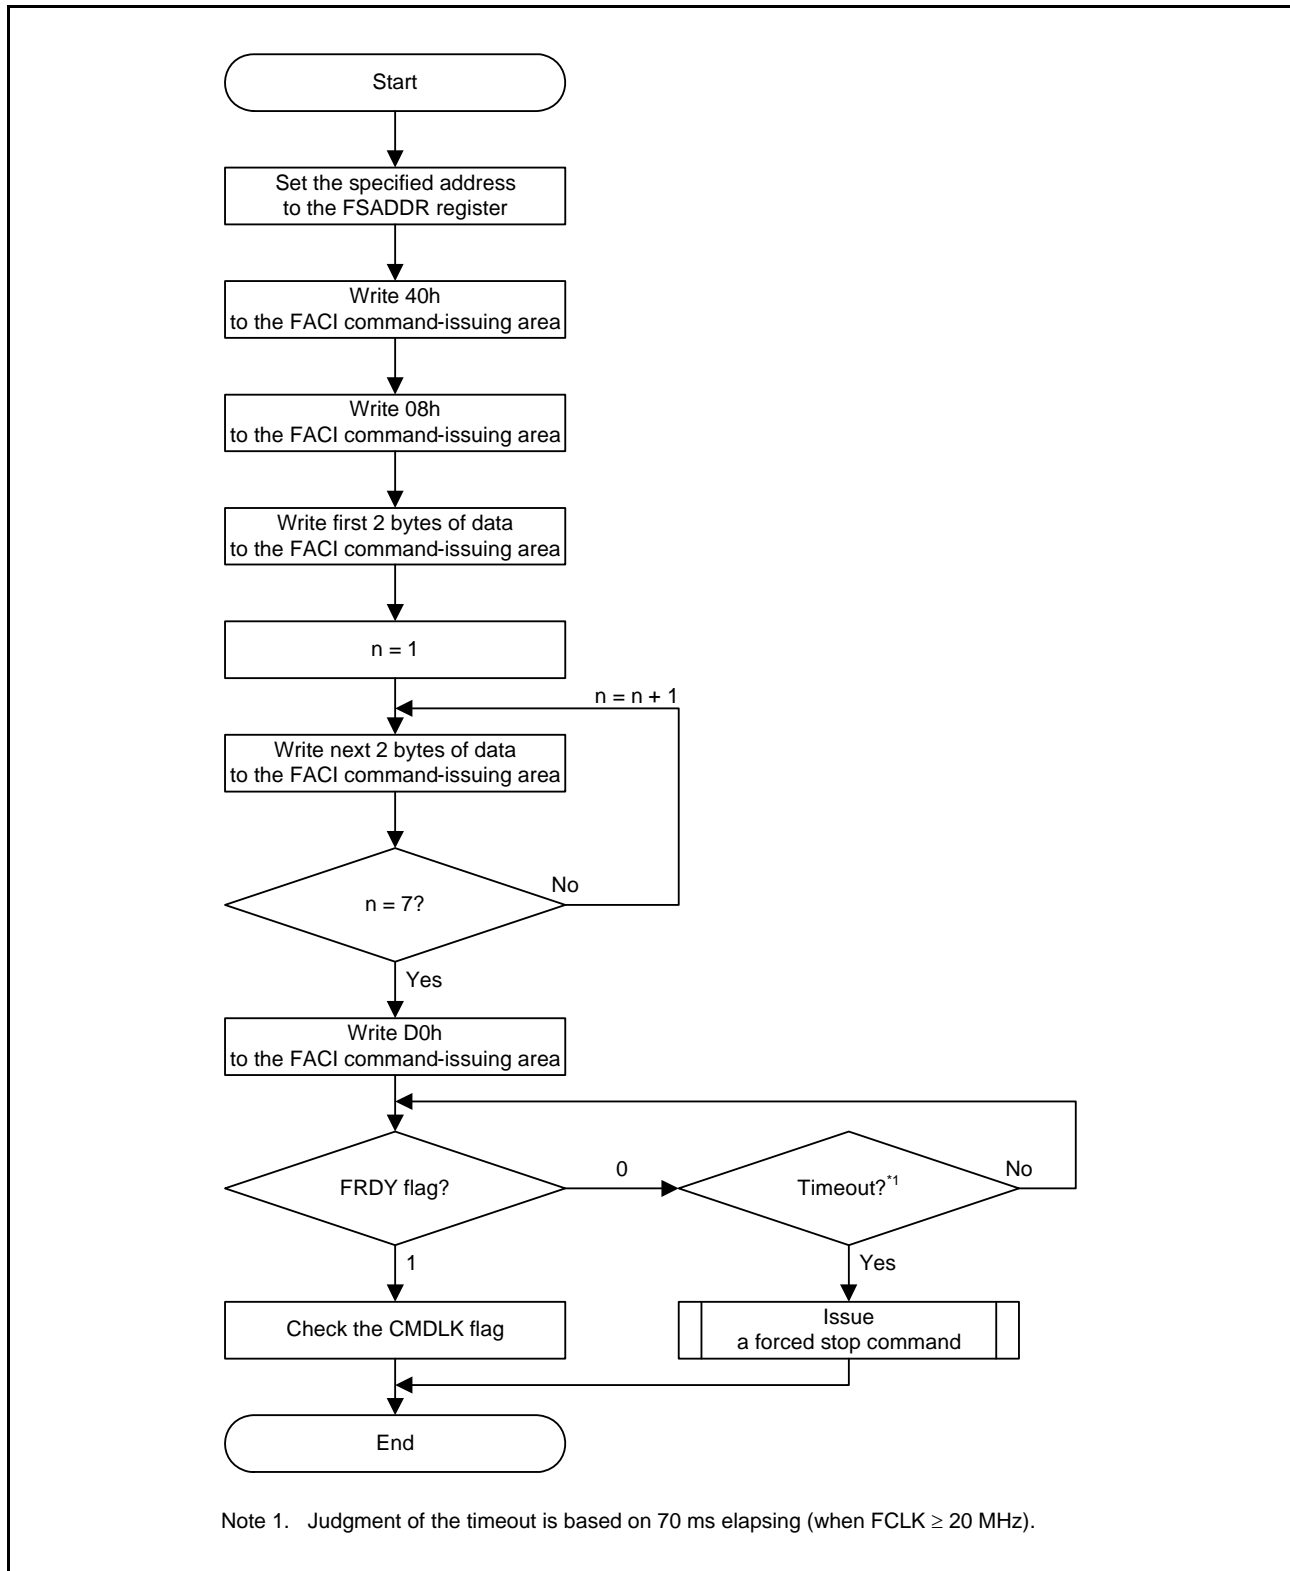 Start
Set the specified address
to the FSADDR register
Write 40h
to the FACI command-issuing area
Write 08h
to the FACI command-issuing area
Write first 2 bytes of data
to the FACI command-issuing area
n = 1
n = n + 1
Write next 2 bytes of data
to the FACI command-issuing area
n = 7?
No
Yes
Write D0h
to the FACI command-issuing area
FRDY flag?
0
Timeout?*1
No
1
Yes
Check the CMDLK flag
Issue
a forced stop command
End
Note 1. Judgment of the timeout is based on 70 ms elapsing (when FCLK ≥ 20 MHz).